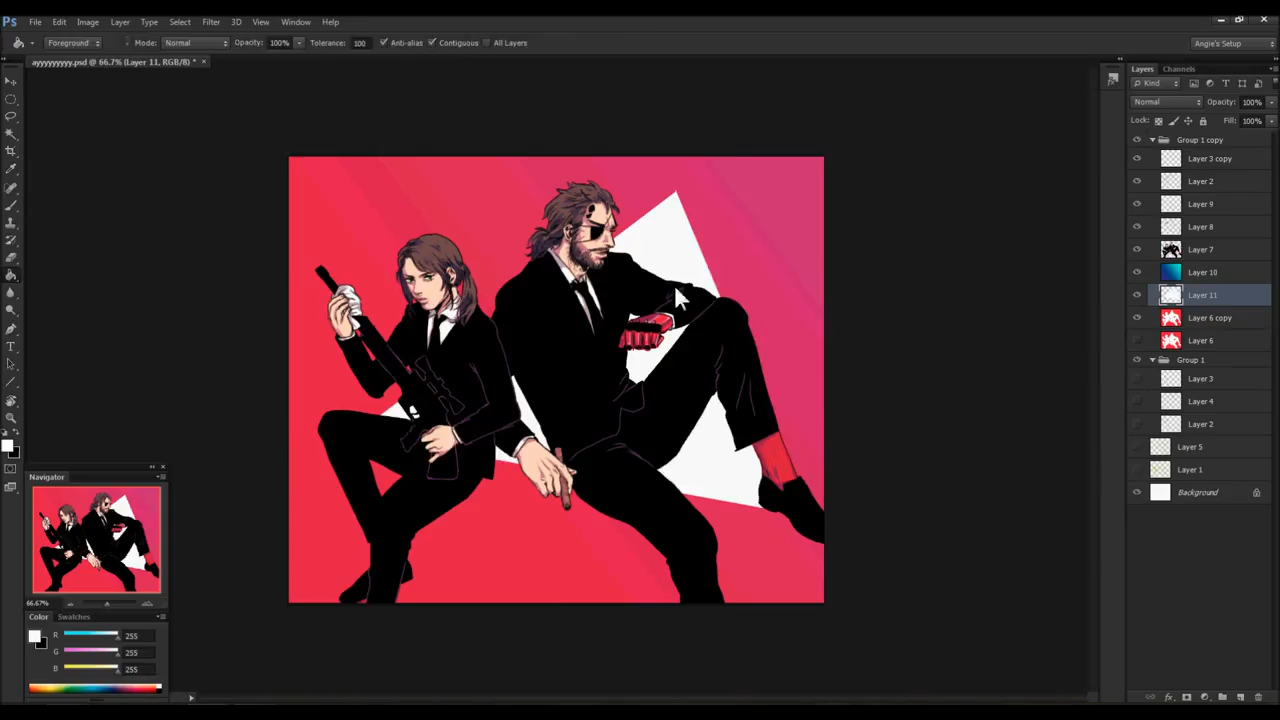 Ps File Edit Image Layer Type Select Filter 3D View Window Help
Foreground Mode: Normal Opacity: 100% Tolerance: 100 Anti-alias Contiguous All Layers Angie's Setup
ayyyyyyyyy.psd @ 66.7% (Layer 11, RGB/8) *
Layers Channels
Kind
Normal Opacity: 100%
Lock: Fill: 100%
Group 1 copy
Layer 3 copy
Layer 2
Layer 9
Layer 8
Layer 7
Layer 10
Layer 11
Layer 6 copy
Layer 6
Group 1
Layer 3
Layer 4
Layer 2
Layer 5
Layer 1
Background
Navigator
66.67%
Color Swatches
R 255
G 255
B 255